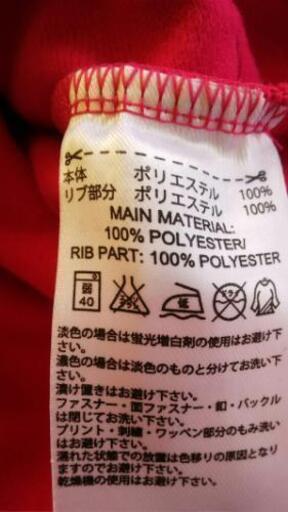 本体 ポリエステル 100%
リブ部分 ポリエステル 100%
MAIN MATERIAL:
100% POLYESTER/
RIB PART: 100% POLYESTER
弱
40
淡色の場合は蛍光増白剤の使用はお避け下
さい。
濃色の場合は淡色のものと分けてお洗い下
さい。
漬け置きはお避け下さい。
ファスナー・面ファスナー・釦・バックル
は閉じてお洗い下さい。
プリント・刺繍・ワッペン部分のもみ洗い
はお避け下さい。
濡れた状態での放置は色移りの原因となり
ますのでお避け下さい。
乾燥機の使用はお避け下さい。